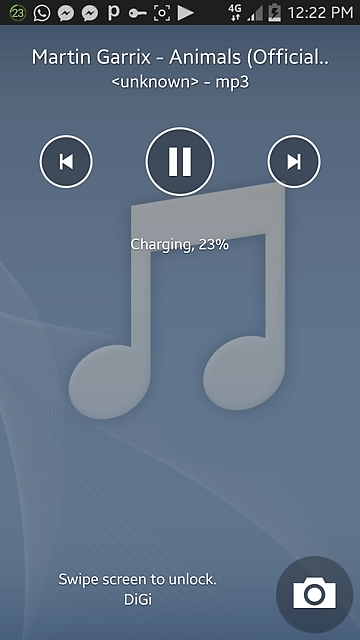 23 4G 12:22 PM
Martin Garrix - Animals (Official..
<unknown> - mp3
Charging, 23%
Swipe screen to unlock.
DiGi